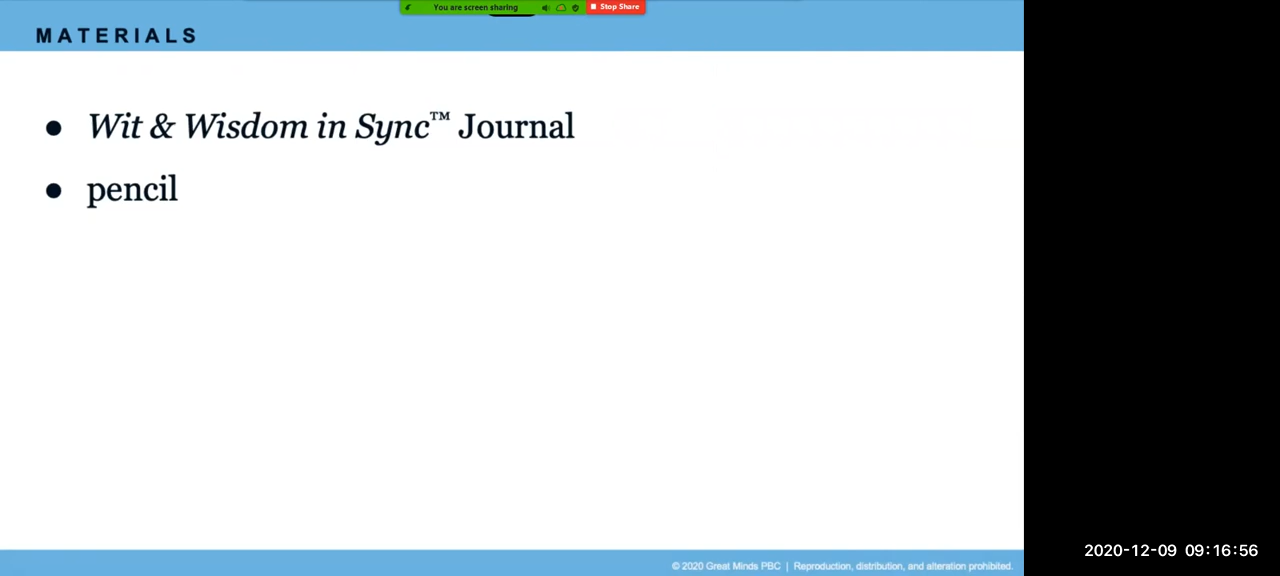 You are screen sharing
Stop Share
MATERIALS
● Wit & Wisdom in Sync™ Journal
● pencil
2020-12-09 09:16:56
© 2020 Great Minds PBC | Reproduction, distribution, and alteration prohibited.